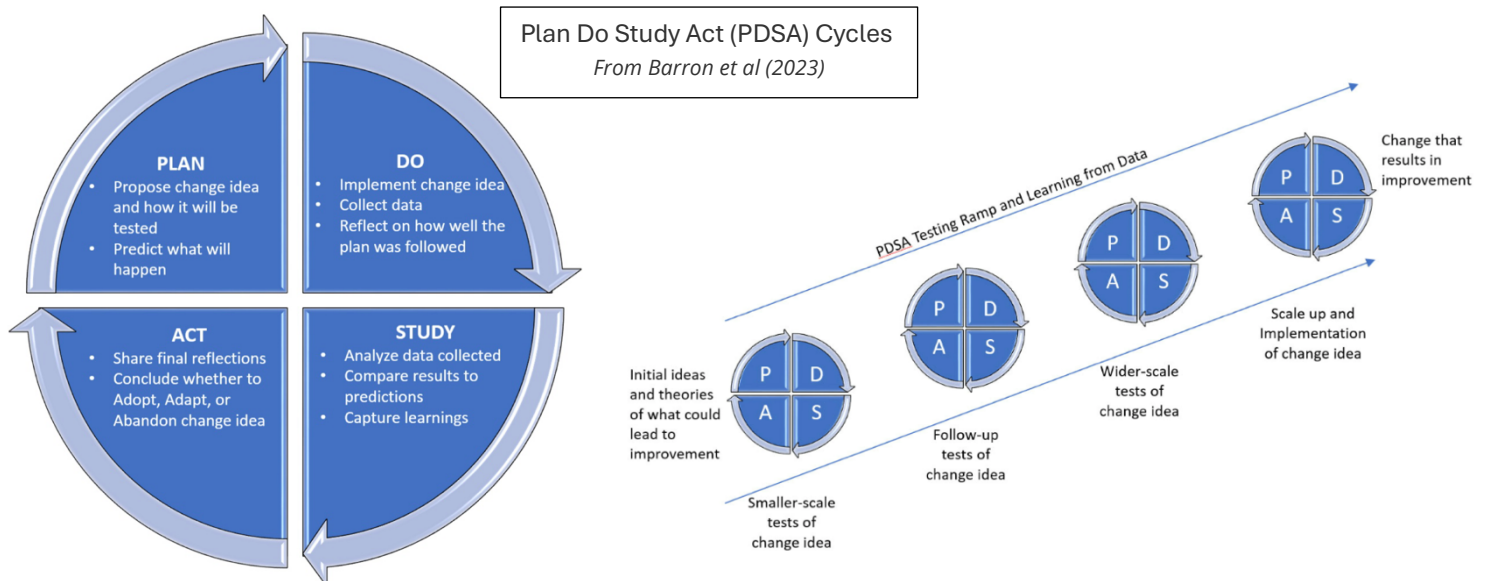 Plan Do Study Act (PDSA) Cycles
From Barron et al (2023)
PLAN
• Propose change idea
and how it will be
tested
• Predict what will
happen
DO
• Implement change idea
• Collect data
• Reflect on how well the
plan was followed
ACT
• Share final reflections
• Conclude whether to
Adopt, Adapt, or
Abandon change idea
STUDY
• Analyze data collected
• Compare results to
predictions
• Capture learnings
PDSA Testing Ramp and Learning from Data
Initial ideas
and theories
of what could
lead to
improvement
P D
A S
Smaller-scale
tests of
change idea
P D
A S
Follow-up
tests of
change idea
P D
A S
Wider-scale
tests of
change idea
P D
A S
Scale up and
Implementation
of change idea
Change that
results in
improvement